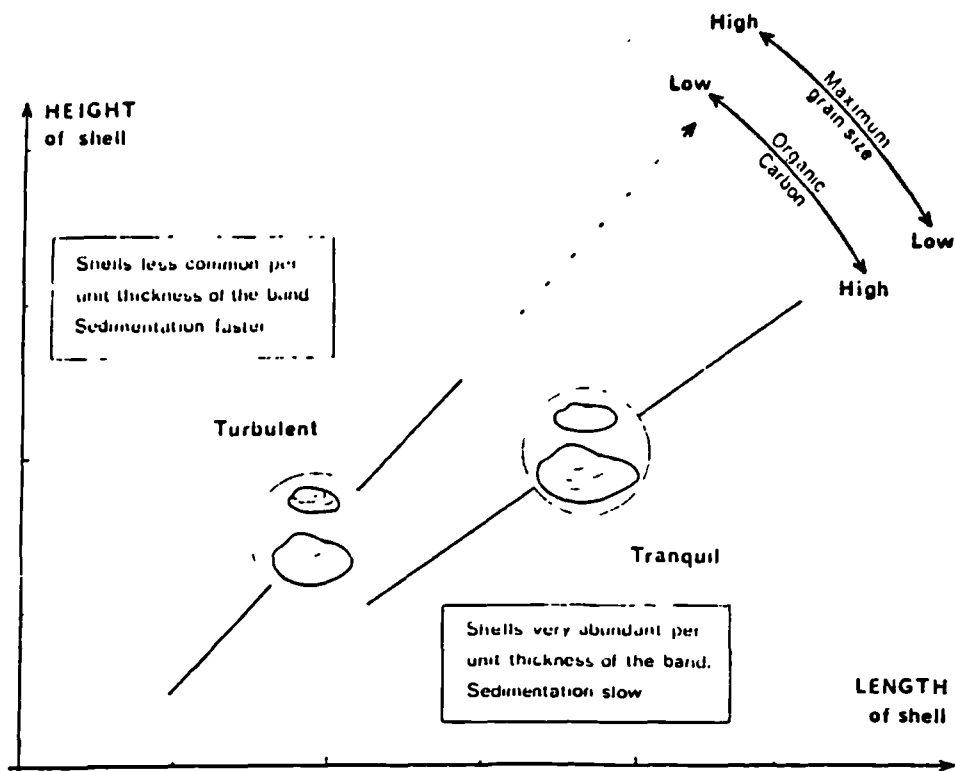 High
Low
Maximum
grain size
Organic
Carbon
Low
High
HEIGHT
of shell
Shells less common per
unit thickness of the band
Sedimentation faster
Turbulent
Tranquil
Shells very abundant per
unit thickness of the band.
Sedimentation slow
LENGTH
of shell